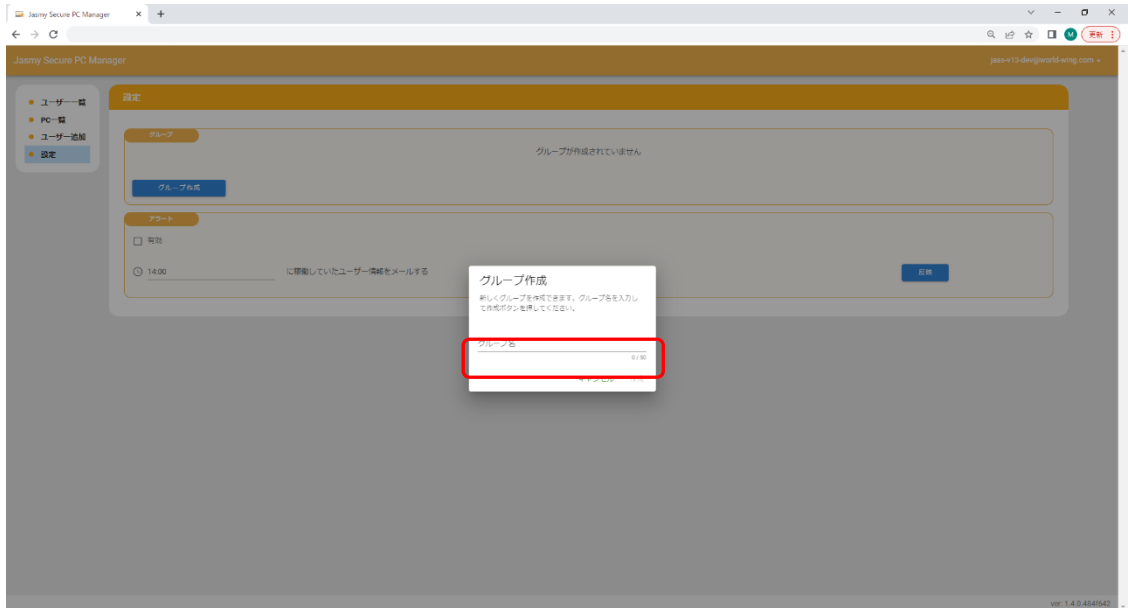 Jasmy Secure PC Manager
M
更新
Jasmy Secure PC Manager
ユーザー一覧
PC一覧
ユーザー追加
設定
設定
グループ
グループが作成されていません
グループ作成
アラート
有効
14:00
に稼働していたユーザー情報をメールする
反映
グループ作成
新しくグループを作成できます。グループ名を入力し
て作成ボタンを押してください。
グループ名
0 / 50
キャンセル
ver: 1.4.0.4841542